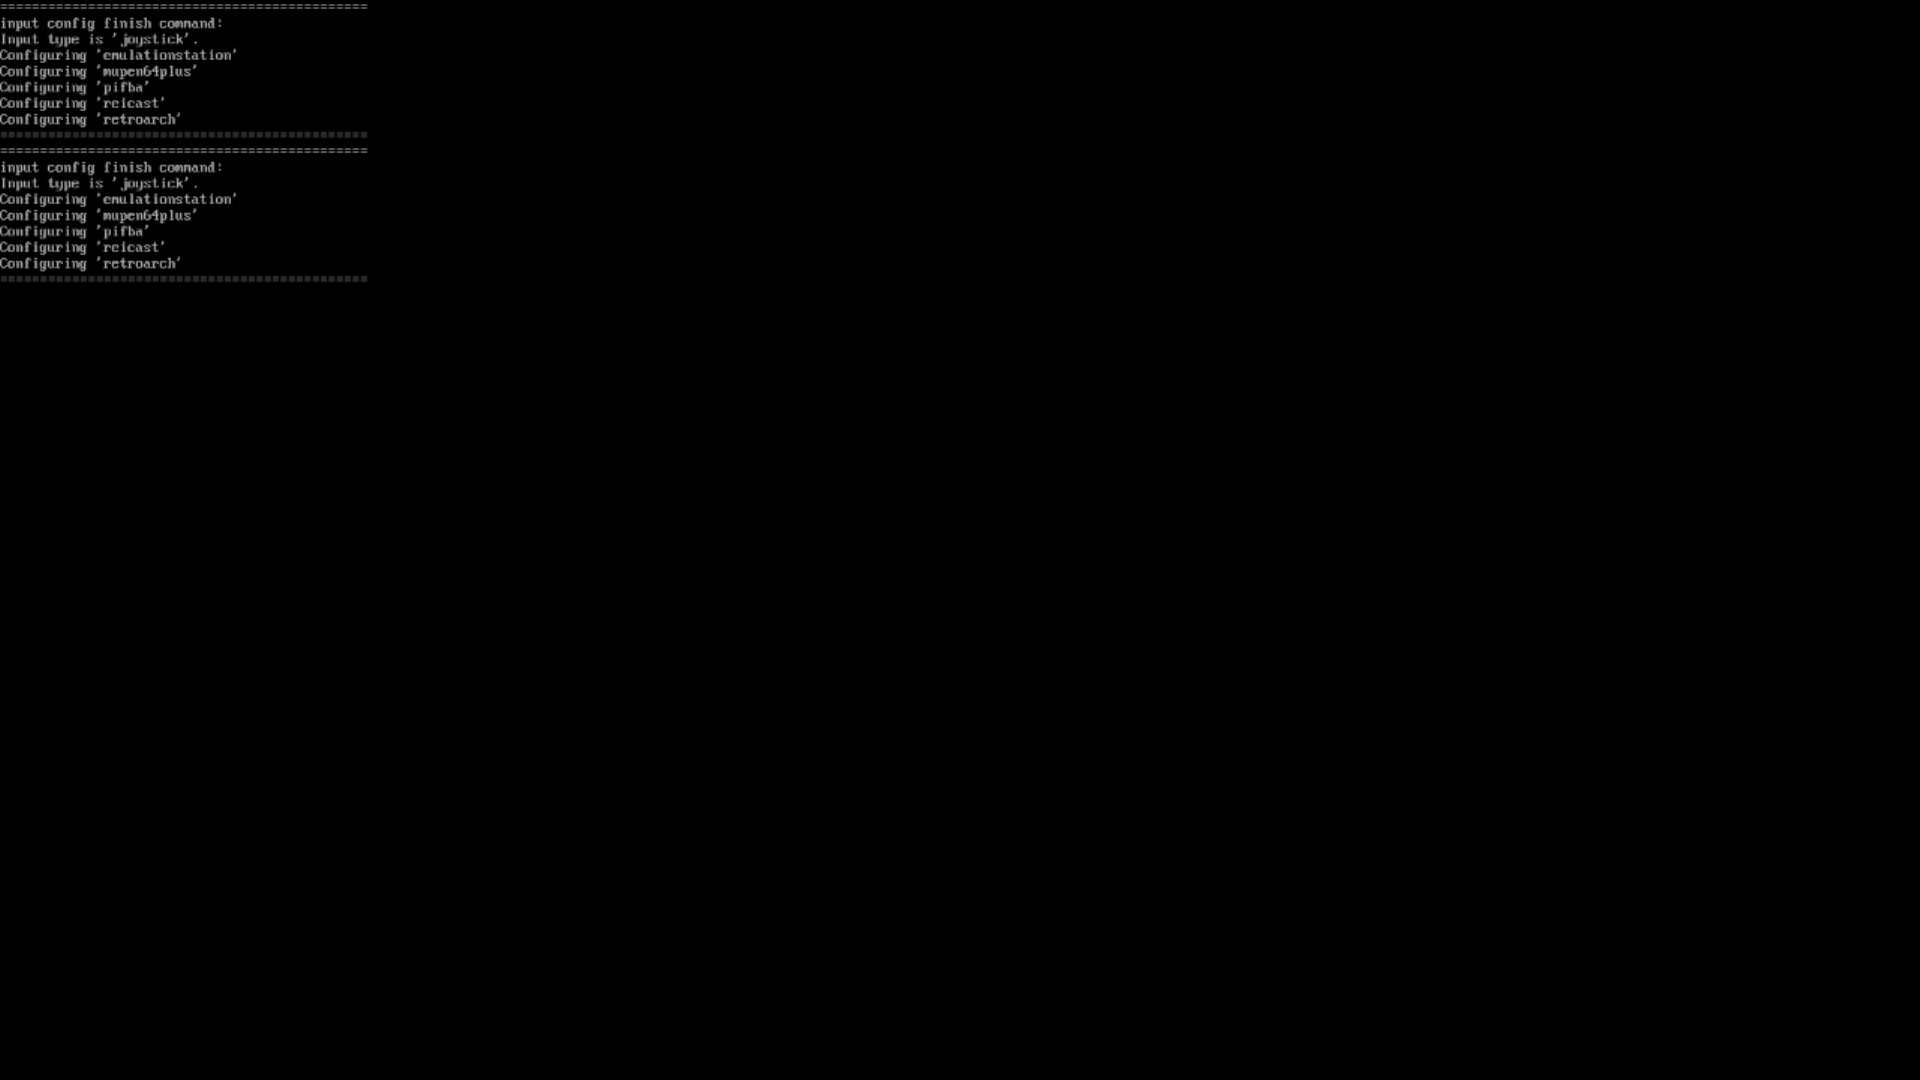 ==============================================
input config finish command:
Input type is 'joystick'.
Configuring 'emulationstation'
Configuring 'mupen64plus'
Configuring 'pifba'
Configuring 'reicast'
Configuring 'retroarch'
==============================================
==============================================
input config finish command:
Input type is 'joystick'.
Configuring 'emulationstation'
Configuring 'mupen64plus'
Configuring 'pifba'
Configuring 'reicast'
Configuring 'retroarch'
==============================================